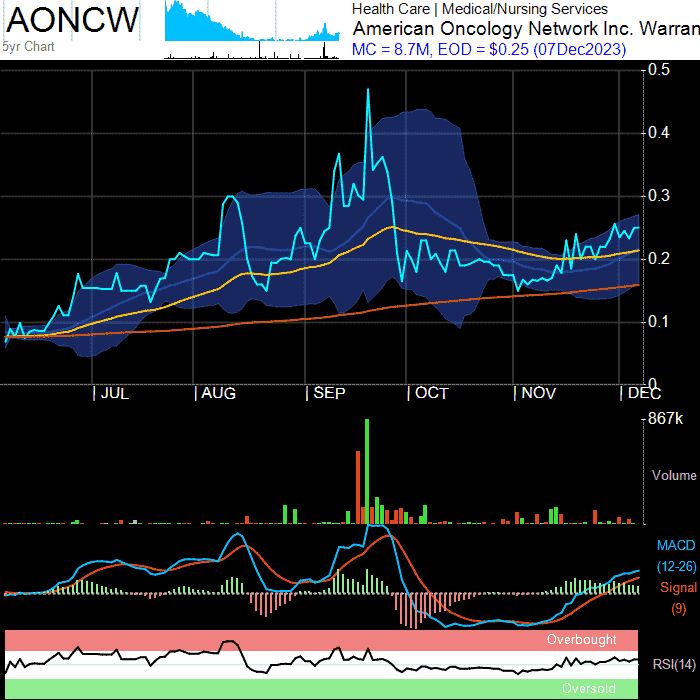 AONCW
5yr Chart
Health Care | Medical/Nursing Services
American Oncology Network Inc. Warran
MC = 8.7M, EOD = $0.25 (07Dec2023)
0.5
0.4
0.3
0.2
0.1
0
JUL
AUG
SEP
OCT
NOV
DEC
867k
Volume
MACD
(12-26)
Signal
(9)
Overbought
RSI(14)
Oversold